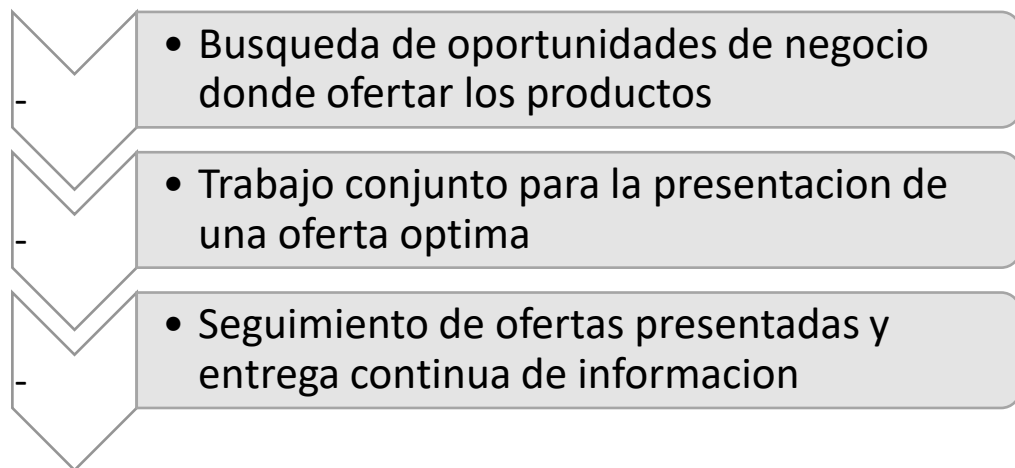 - • Busqueda de oportunidades de negocio
donde ofertar los productos
- • Trabajo conjunto para la presentacion de
una oferta optima
- • Seguimiento de ofertas presentadas y
entrega continua de informacion